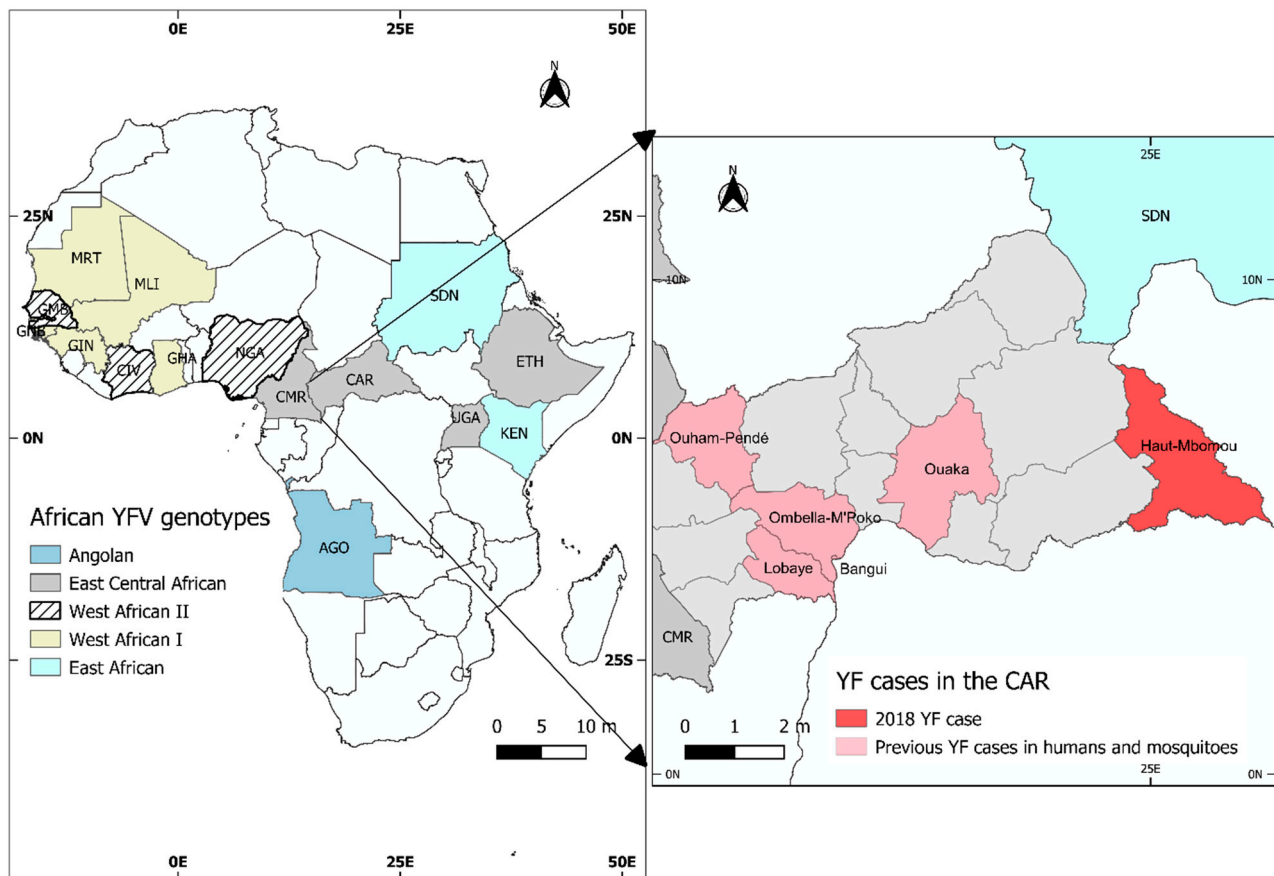 0E
25E
50E
N
25N
0N
25S
MRT
MLI
SDN
GMB
GNB
GIN
CIV
GHA
NGA
ETH
CAR
CMR
UGA
KEN
AGO
African YFV genotypes
Angolan
East Central African
West African II
West African I
East African
0 5 10 m
25N
0N
25S
0E
25E
50E
25E
N
SDN
10N
10N
Ouham-Pendé
Haut-Mbomou
Ouaka
Ombella-M'Poko
Lobaye
Bangui
CMR
YF cases in the CAR
2018 YF case
Previous YF cases in humans and mosquitoes
0 1 2 m
0N
25E
0N